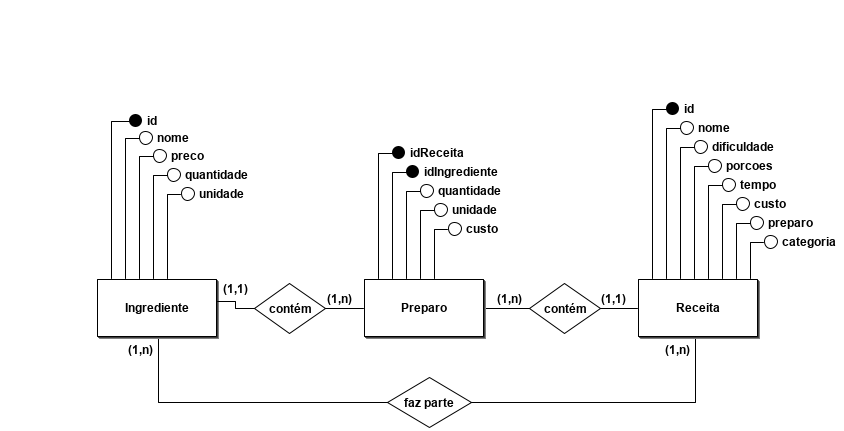 id
nome
preco
quantidade
unidade
idReceita
idIngrediente
quantidade
unidade
custo
id
nome
dificuldade
porcoes
tempo
custo
preparo
categoria
Ingrediente
(1,1)
contém
(1,n)
Preparo
(1,n)
contém
(1,1)
Receita
(1,n)
faz parte
(1,n)